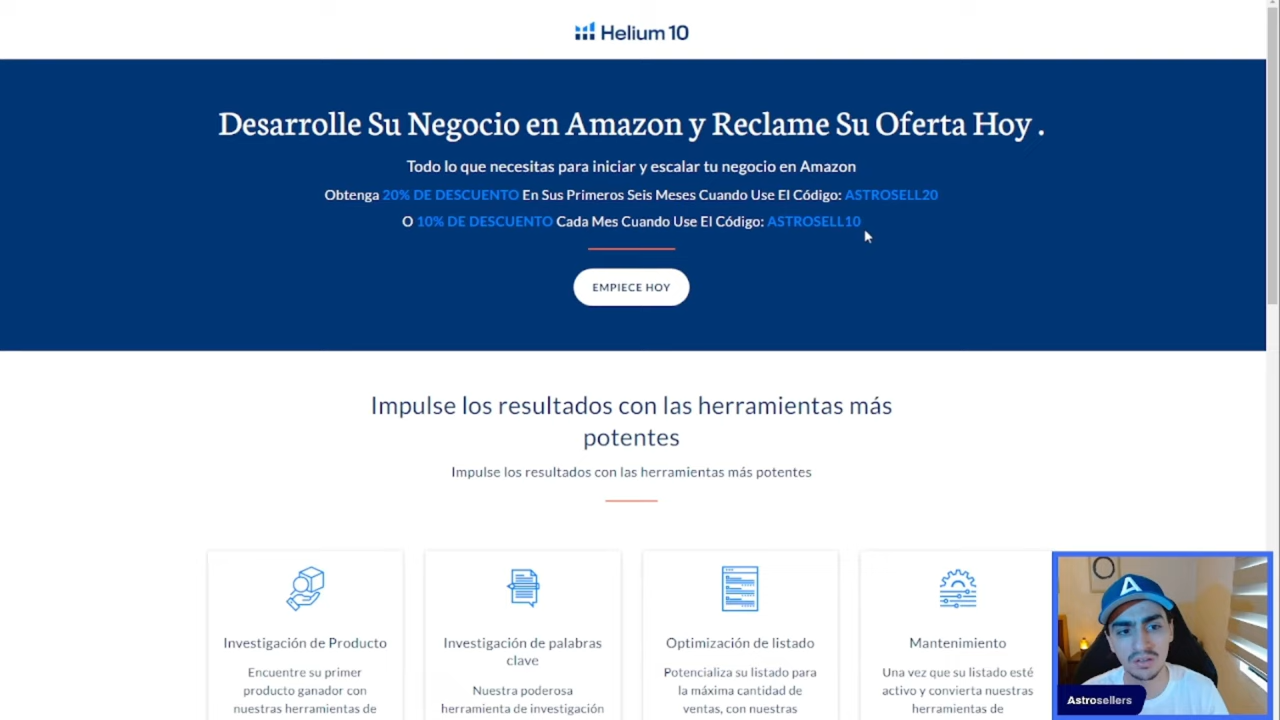 Helium 10
Desarrolle Su Negocio en Amazon y Reclame Su Oferta Hoy .
Todo lo que necesitas para iniciar y escalar tu negocio en Amazon
Obtenga 20% DE DESCUENTO En Sus Primeros Seis Meses Cuando Use El Código: ASTROSELL20
O 10% DE DESCUENTO Cada Mes Cuando Use El Código: ASTROSELL10
EMPIECE HOY
Impulse los resultados con las herramientas más
potentes
Impulse los resultados con las herramientas más potentes
Investigación de Producto
Encuentre su primer
producto ganador con
nuestras herramientas de
Investigación de palabras
clave
Nuestra poderosa
herramienta de investigación
Optimización de listado
Potencializa su listado para
la máxima cantidad de
ventas, con nuestras
Mantenimiento
Una vez que su listado esté
activo y convierta nuestras
herramientas de
A
Astrosellers